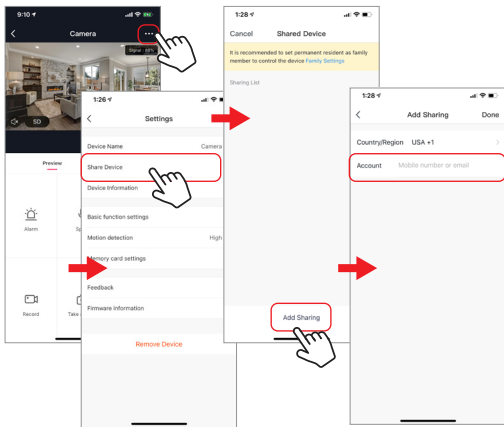 9:10
Camera
Signal : 68%
SD
Preview
Alarm
Record
1:26
Settings
Device Name Camera
Share Device
Device Information
Basic function settings
Motion detection High
Memory card settings
Feedback
Firmware Information
Remove Device
1:28
Cancel Shared Device
It is recommended to set permanent resident as family
member to control the device Family Settings
Sharing List
Add Sharing
1:28
Add Sharing Done
Country/Region USA +1
Account Mobile number or email